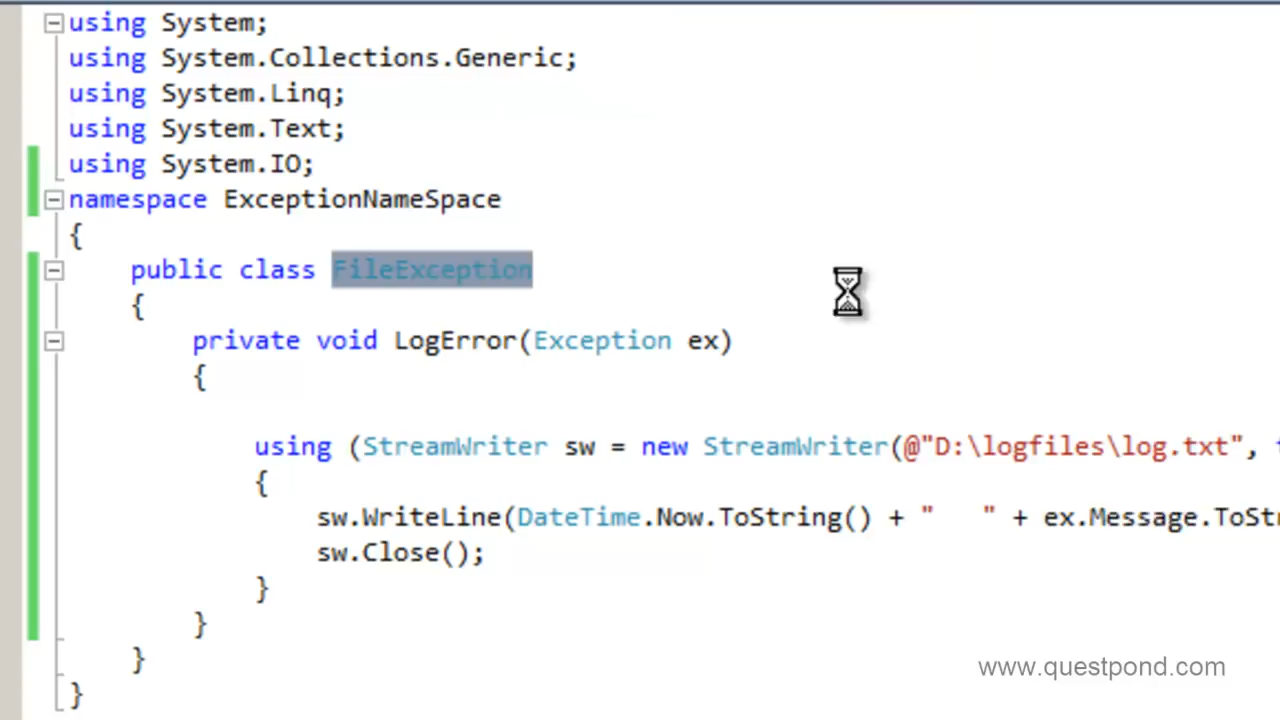 using System;
using System.Collections.Generic;
using System.Linq;
using System.Text;
using System.IO;
namespace ExceptionNameSpace
{
    public class FileException
    {
        private void LogError(Exception ex)
        {
            using (StreamWriter sw = new StreamWriter(@"D:\logfiles\log.txt",
            {
                sw.WriteLine(DateTime.Now.ToString() + "   " + ex.Message.ToStr
                sw.Close();
            }
        }
    }
}
www.questpond.com